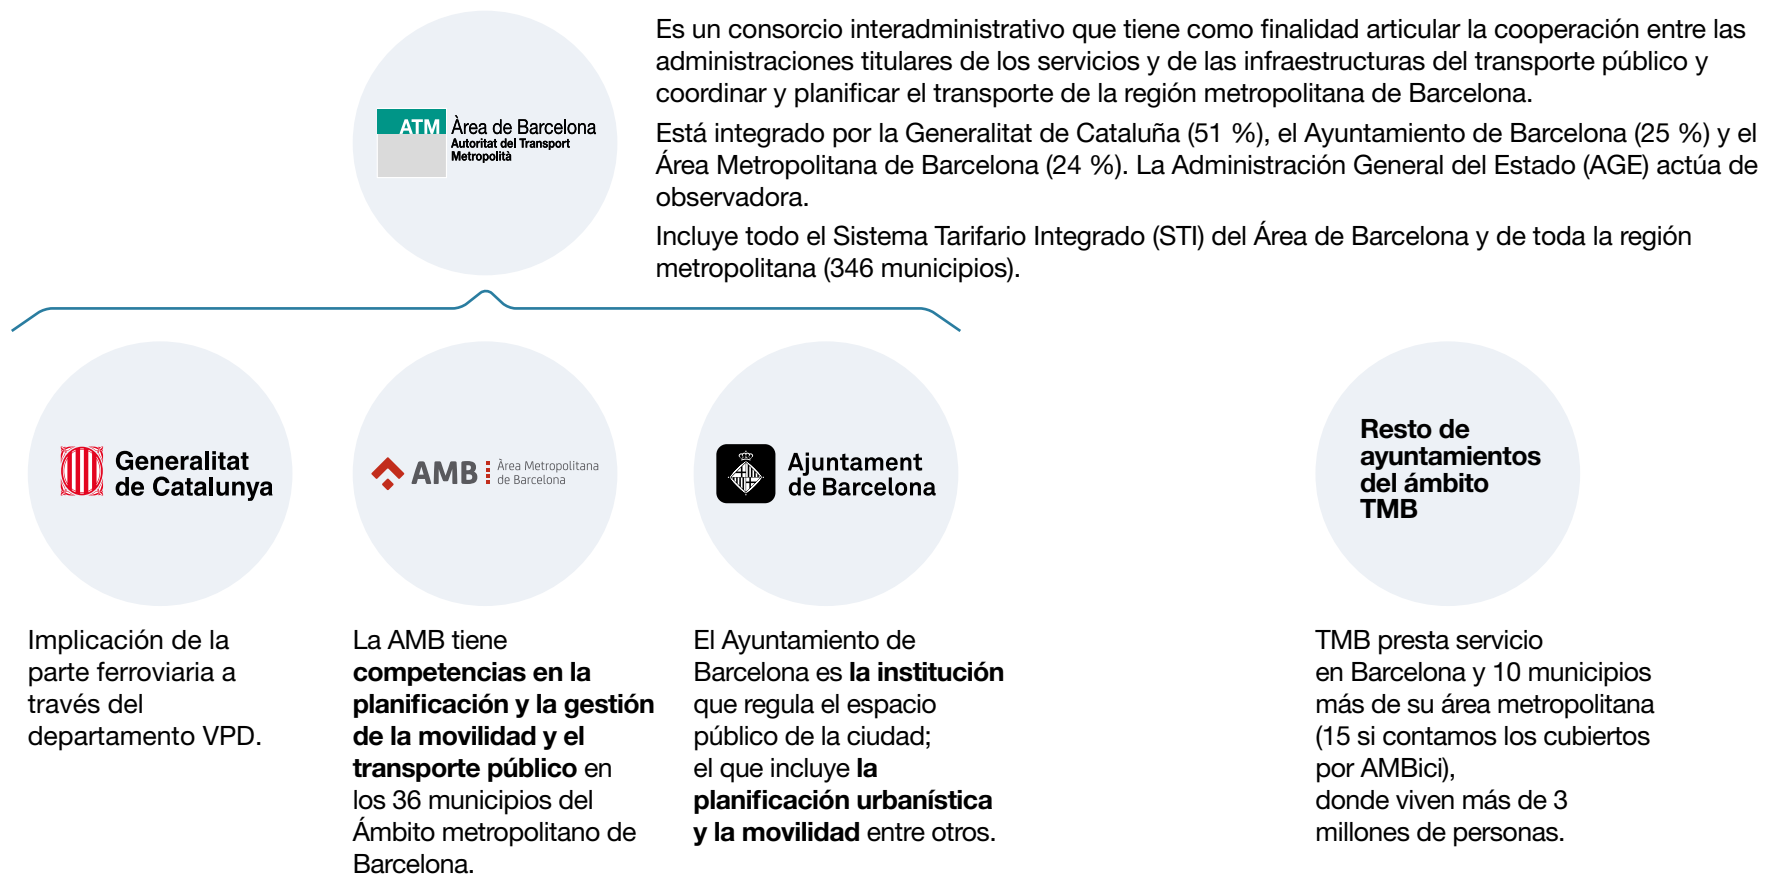 ATM Àrea de Barcelona
Autoritat del Transport
Metropolità
Es un consorcio interadministrativo que tiene como finalidad articular la cooperación entre las
administraciones titulares de los servicios y de las infraestructuras del transporte público y
coordinar y planificar el transporte de la región metropolitana de Barcelona.
Está integrado por la Generalitat de Cataluña (51 %), el Ayuntamiento de Barcelona (25 %) y el
Área Metropolitana de Barcelona (24 %). La Administración General del Estado (AGE) actúa de
observadora.
Incluye todo el Sistema Tarifario Integrado (STI) del Área de Barcelona y de toda la región
metropolitana (346 municipios).
Generalitat
de Catalunya
Implicación de la
parte ferroviaria a
través del
departamento VPD.
AMB Àrea Metropolitana
de Barcelona
La AMB tiene
competencias en la
planificación y la gestión
de la movilidad y el
transporte público en
los 36 municipios del
Ámbito metropolitano de
Barcelona.
Ajuntament
de Barcelona
El Ayuntamiento de
Barcelona es la institución
que regula el espacio
público de la ciudad;
el que incluye la
planificación urbanística
y la movilidad entre otros.
Resto de
ayuntamientos
del ámbito
TMB
TMB presta servicio
en Barcelona y 10 municipios
más de su área metropolitana
(15 si contamos los cubiertos
por AMBici),
donde viven más de 3
millones de personas.